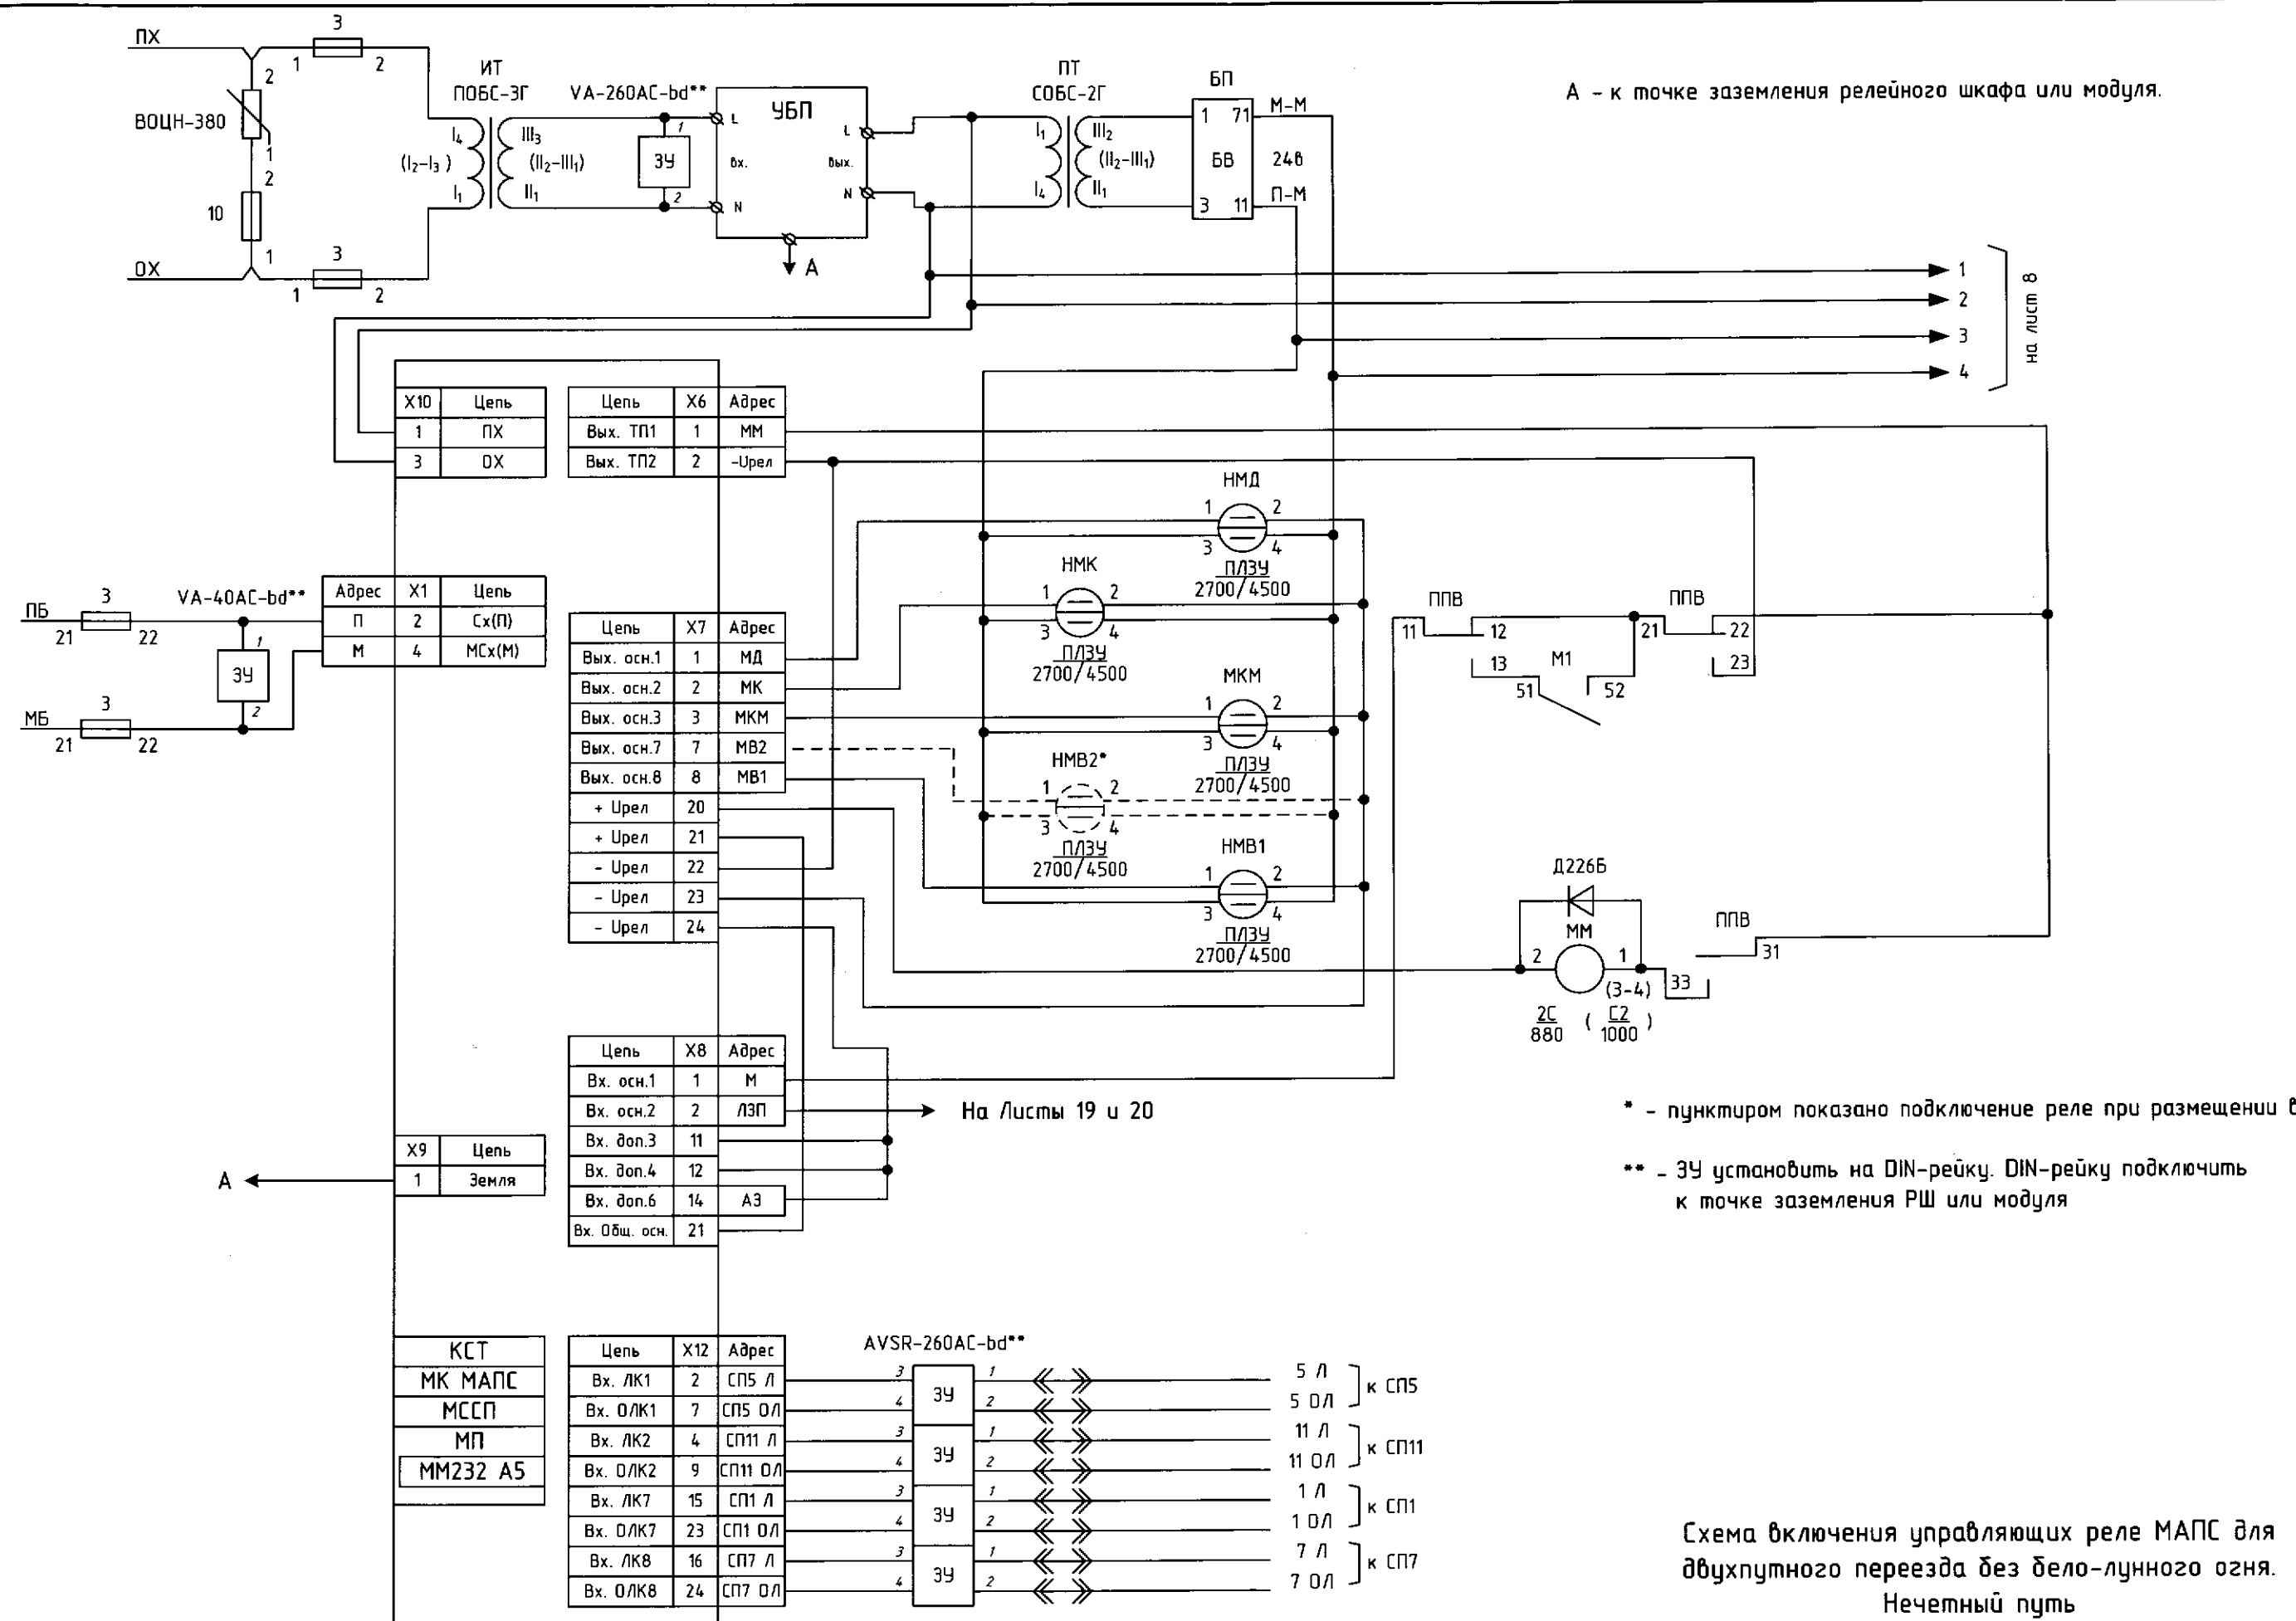 ПХ
3
1 2
2
ВОЦН-380
1
2
10
1
ОХ
3
1 2
ИТ
ПОБС-3Г
I4
(I2-I3)
I1
III3
(II2-III1)
II1
VA-260AC-bd**
1
ЗУ
2
УБП
L
Вх.
N
L
Вых.
N
А
ПТ
СОБС-2Г
I1
I4
III2
(II2-III1)
II1
БП
1 71
БВ
3 11
М-М
24В
П-М
А - к точке заземления релейного шкафа или модуля.
1
2
3
4
на лист 8
X10 Цепь
1 ПХ
3 ОХ
Цепь X6 Адрес
Вых. ТП1 1 ММ
Вых. ТП2 2 -Uрел
ПБ
3
21 22
VA-40AC-bd**
1
ЗУ
2
МБ
3
21 22
Адрес X1 Цепь
П 2 Сх(П)
М 4 МСх(М)
Цепь X7 Адрес
Вых. осн.1 1 МД
Вых. осн.2 2 МК
Вых. осн.3 3 МКМ
Вых. осн.7 7 МВ2
Вых. осн.8 8 МВ1
+ Uрел 20
+ Uрел 21
- Uрел 22
- Uрел 23
- Uрел 24
НМД
1 2
3 4
ПЛЗУ
2700/4500
НМК
1 2
3 4
ПЛЗУ
2700/4500
МКМ
1 2
3 4
ПЛЗУ
2700/4500
НМВ2*
1 2
3 4
ПЛЗУ
2700/4500
НМВ1
1 2
3 4
ПЛЗУ
2700/4500
ППВ
11 12
13
М1
51 52
ППВ
21 22
23
Д226Б
ММ
2 1
(3-4)
2С
880
( С2
1000 )
ППВ
31
33
Цепь X8 Адрес
Вх. осн.1 1 М
Вх. осн.2 2 ЛЗП
Вх. доп.3 11
Вх. доп.4 12
Вх. доп.6 14 АЗ
Вх. Общ. осн. 21
На Листы 19 и 20
X9 Цепь
1 Земля
А
* - пунктиром показано подключение реле при размещении в
** - ЗУ установить на DIN-рейку. DIN-рейку подключить
к точке заземления РШ или модуля
КСТ
МК МАПС
МССП
МП
ММ232 А5
Цепь X12 Адрес
Вх. ЛК1 2 СП5 Л
Вх. ОЛК1 7 СП5 ОЛ
Вх. ЛК2 4 СП11 Л
Вх. ОЛК2 9 СП11 ОЛ
Вх. ЛК7 15 СП1 Л
Вх. ОЛК7 23 СП1 ОЛ
Вх. ЛК8 16 СП7 Л
Вх. ОЛК8 24 СП7 ОЛ
AVSR-260AC-bd**
3 ЗУ 1
4 2
3 ЗУ 1
4 2
3 ЗУ 1
4 2
3 ЗУ 1
4 2
5 Л
5 ОЛ
к СП5
11 Л
11 ОЛ
к СП11
1 Л
1 ОЛ
к СП1
7 Л
7 ОЛ
к СП7
Схема включения управляющих реле МАПС для
двухпутного переезда без бело-лунного огня.
Нечетный путь